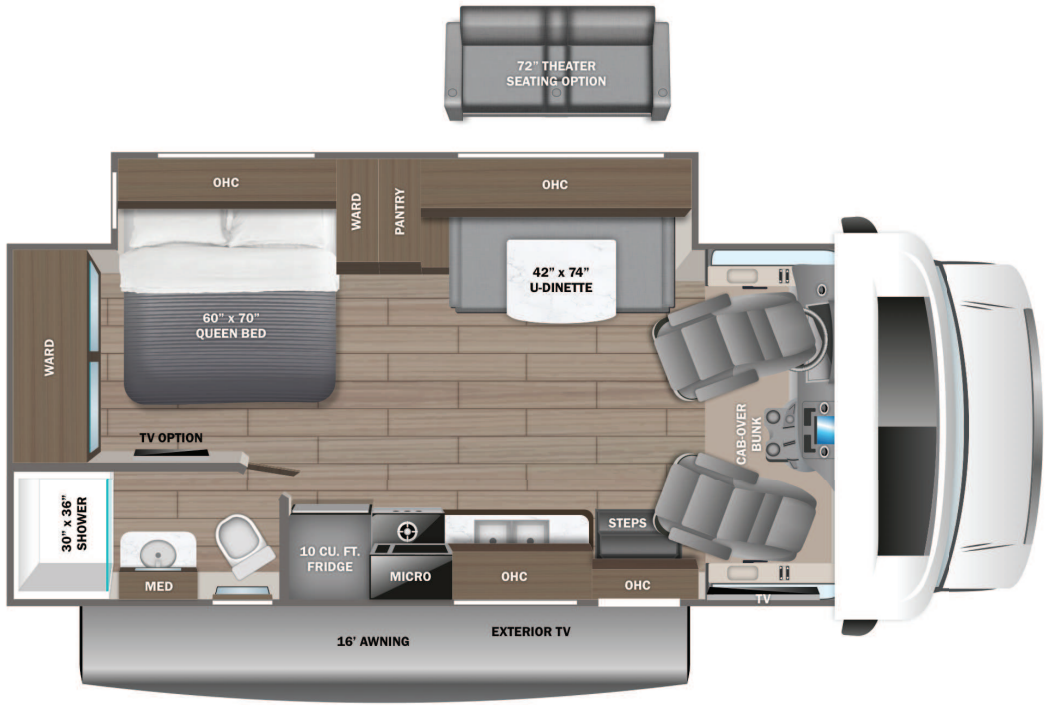 72" THEATER
SEATING OPTION
OHC
WARD
PANTRY
OHC
42" x 74"
U-DINETTE
60" x 70"
QUEEN BED
WARD
TV OPTION
CAB-OVER
BUNK
30" x 36"
SHOWER
MED
10 CU. FT.
FRIDGE
MICRO
OHC
STEPS
OHC
TV
16' AWNING
EXTERIOR TV